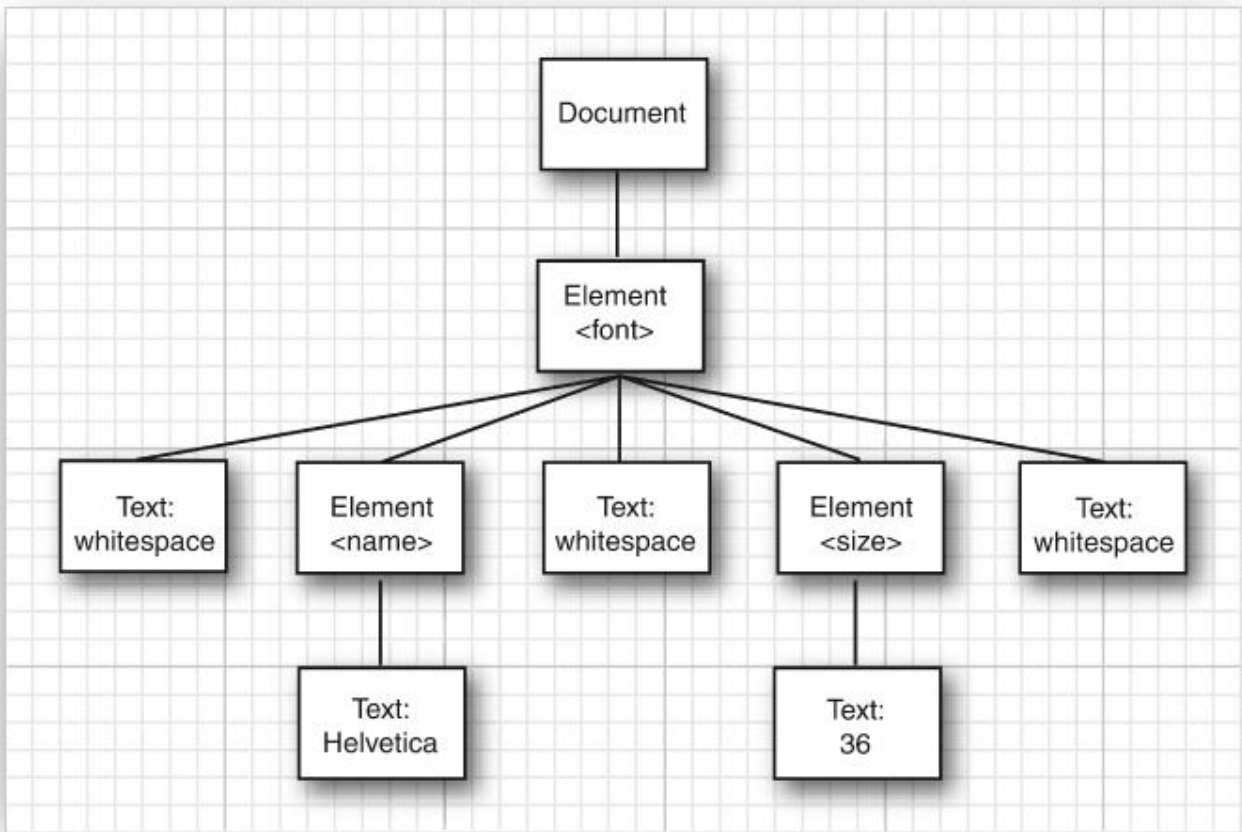 Document
Element
<font>
Text:
whitespace
Element
<name>
Text:
whitespace
Element
<size>
Text:
whitespace
Text:
Helvetica
Text:
36